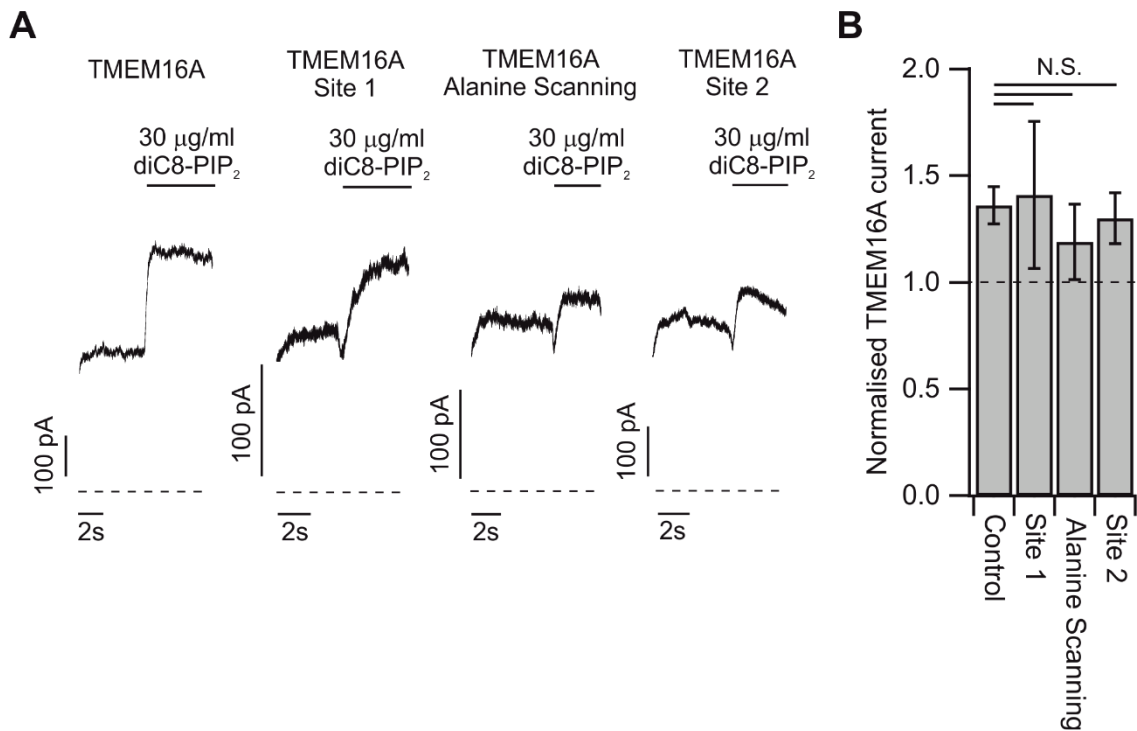 A
TMEM16A
30 μg/ml
diC8-PIP2
100 pA
2s
TMEM16A
Site 1
30 μg/ml
diC8-PIP2
100 pA
2s
TMEM16A
Alanine Scanning
30 μg/ml
diC8-PIP2
100 pA
2s
TMEM16A
Site 2
30 μg/ml
diC8-PIP2
100 pA
2s
B
N.S.
Normalised TMEM16A current
2.0
1.5
1.0
0.5
0.0
Control
Site 1
Alanine Scanning
Site 2